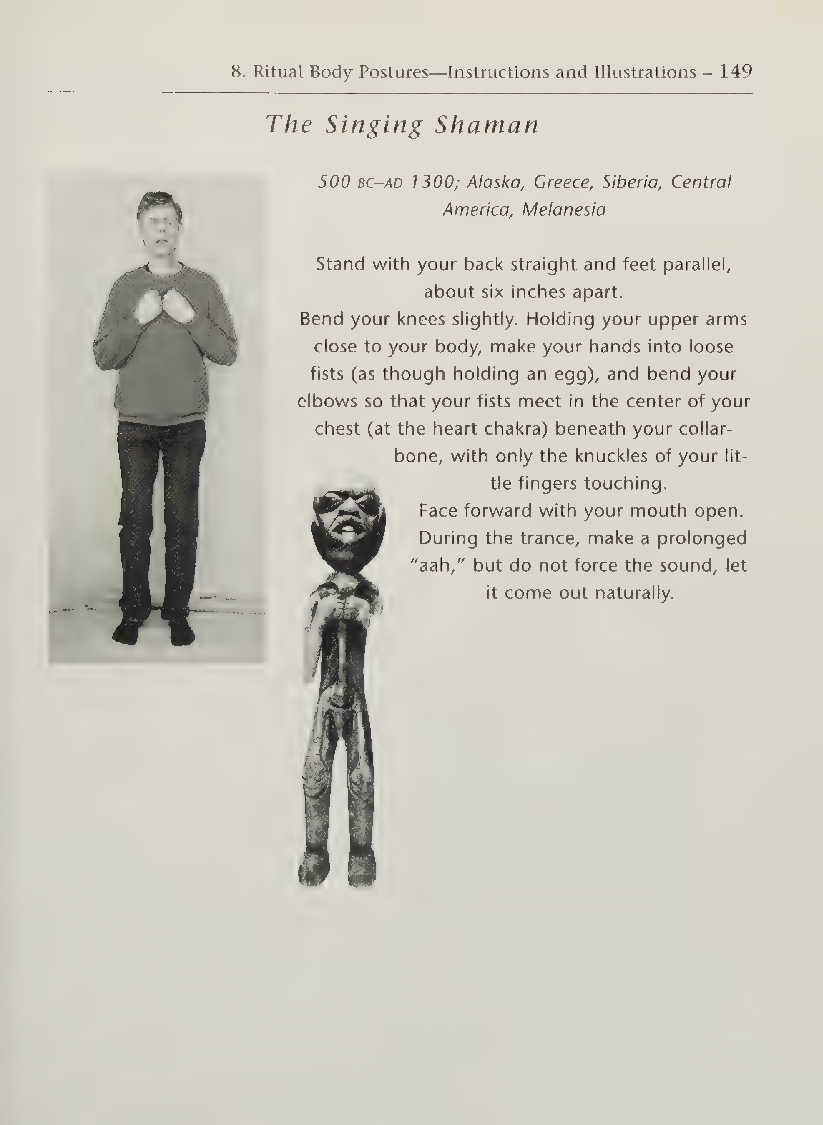 8. Ritual Body Postures—Instructions and Illustrations – 149
The Singing Shaman
500 BC–AD 1300; Alaska, Greece, Siberia, Central
America, Melanesia
Stand with your back straight and feet parallel,
about six inches apart.
Bend your knees slightly. Holding your upper arms
close to your body, make your hands into loose
fists (as though holding an egg), and bend your
elbows so that your fists meet in the center of your
chest (at the heart chakra) beneath your collar-
bone, with only the knuckles of your lit-
tle fingers touching.
Face forward with your mouth open.
During the trance, make a prolonged
"aah," but do not force the sound, let
it come out naturally.